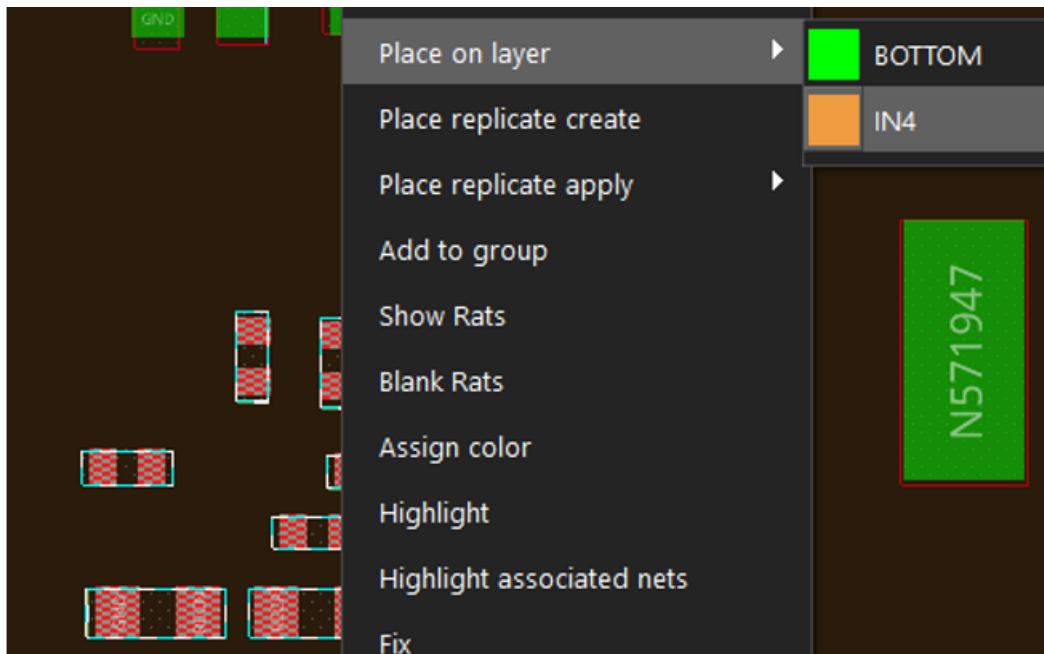 GND
Place on layer
BOTTOM
IN4
Place replicate create
Place replicate apply
Add to group
Show Rats
Blank Rats
Assign color
Highlight
Highlight associated nets
Fix
N571947